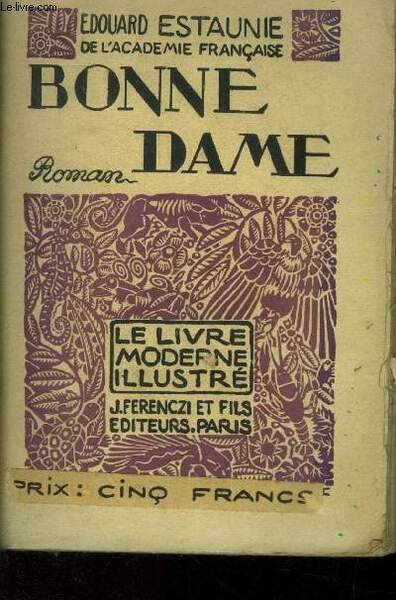 Le-livre.com
EDOUARD ESTAUNIE
DE L'ACADEMIE FRANÇAISE
BONNE
DAME
Roman
LE LIVRE
MODERNE
ILLUSTRÉ
J. FERENCZI ET FILS
EDITEURS. PARIS
PRIX : CINQ FRANCS